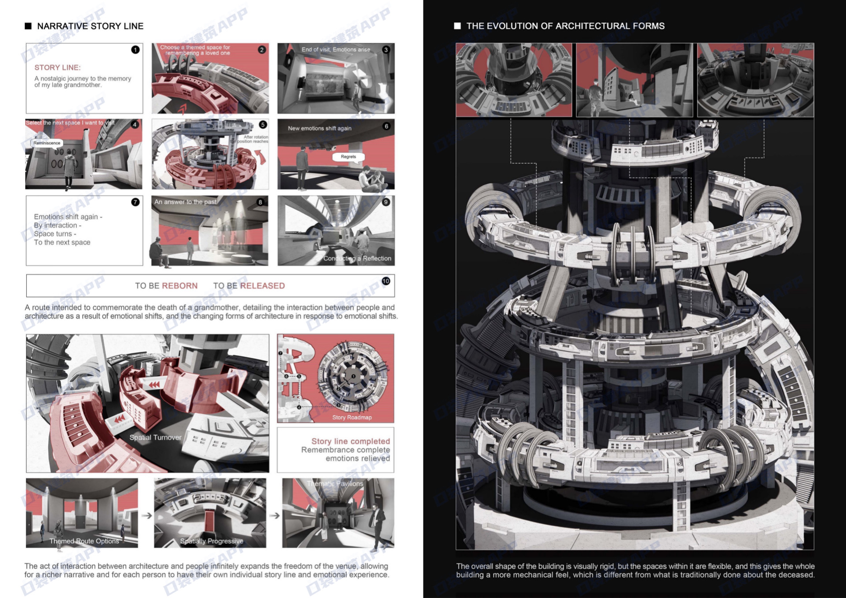 NARRATIVE STORY LINE
1
STORY LINE:
A nostalgic journey to the memory
of my late grandmother.
2
Choose a themed space for
remembering a loved one
3
End of visit, Emotions arise
4
Select the next space I want to visit
Reminiscence
5
After rotation
position reaches
6
New emotions shift again
Regrets
7
Emotions shift again -
By interaction -
Space turns -
To the next space
8
An answer to the past
9
Conducting a Reflection
10
TO BE REBORN TO BE RELEASED
A route intended to commemorate the death of a grandmother, detailing the interaction between people and
architecture as a result of emotional shifts, and the changing forms of architecture in response to emotional shifts.
Spatial Turnover
Story Roadmap
Story line completed
Remembrance complete
emotions relieved
Themed Route Options
Spatially Progressive
Thematic Pavilions
The act of interaction between architecture and people infinitely expands the freedom of the venue, allowing
for a richer narrative and for each person to have their own individual story line and emotional experience.
THE EVOLUTION OF ARCHITECTURAL FORMS
The overall shape of the building is visually rigid, but the spaces within it are flexible, and this gives the whole
building a more mechanical feel, which is different from what is traditionally done about the deceased.